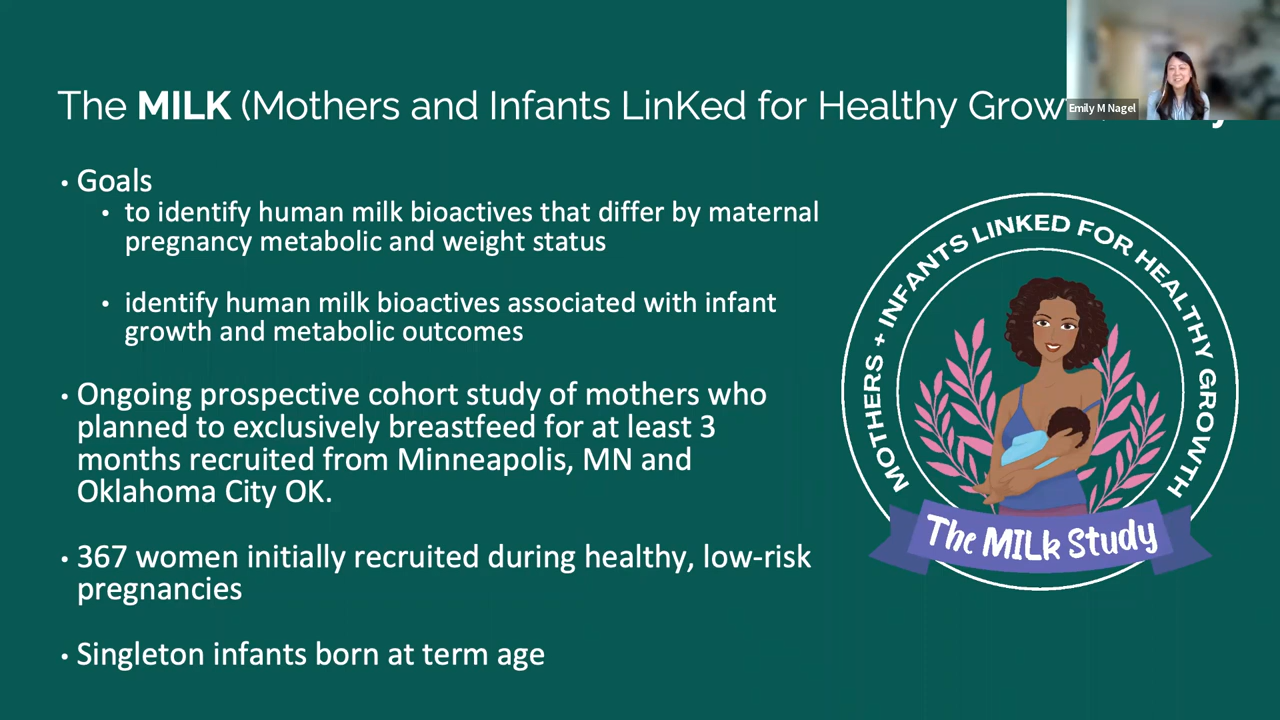 The MILK (Mothers and Infants LinKed for Healthy Grow
Emily M Nagel
• Goals
• to identify human milk bioactives that differ by maternal
pregnancy metabolic and weight status
• identify human milk bioactives associated with infant
growth and metabolic outcomes
• Ongoing prospective cohort study of mothers who
planned to exclusively breastfeed for at least 3
months recruited from Minneapolis, MN and
Oklahoma City OK.
• 367 women initially recruited during healthy, low-risk
pregnancies
• Singleton infants born at term age
MOTHERS + INFANTS LINKED FOR HEALTHY GROWTH
The MILk Study